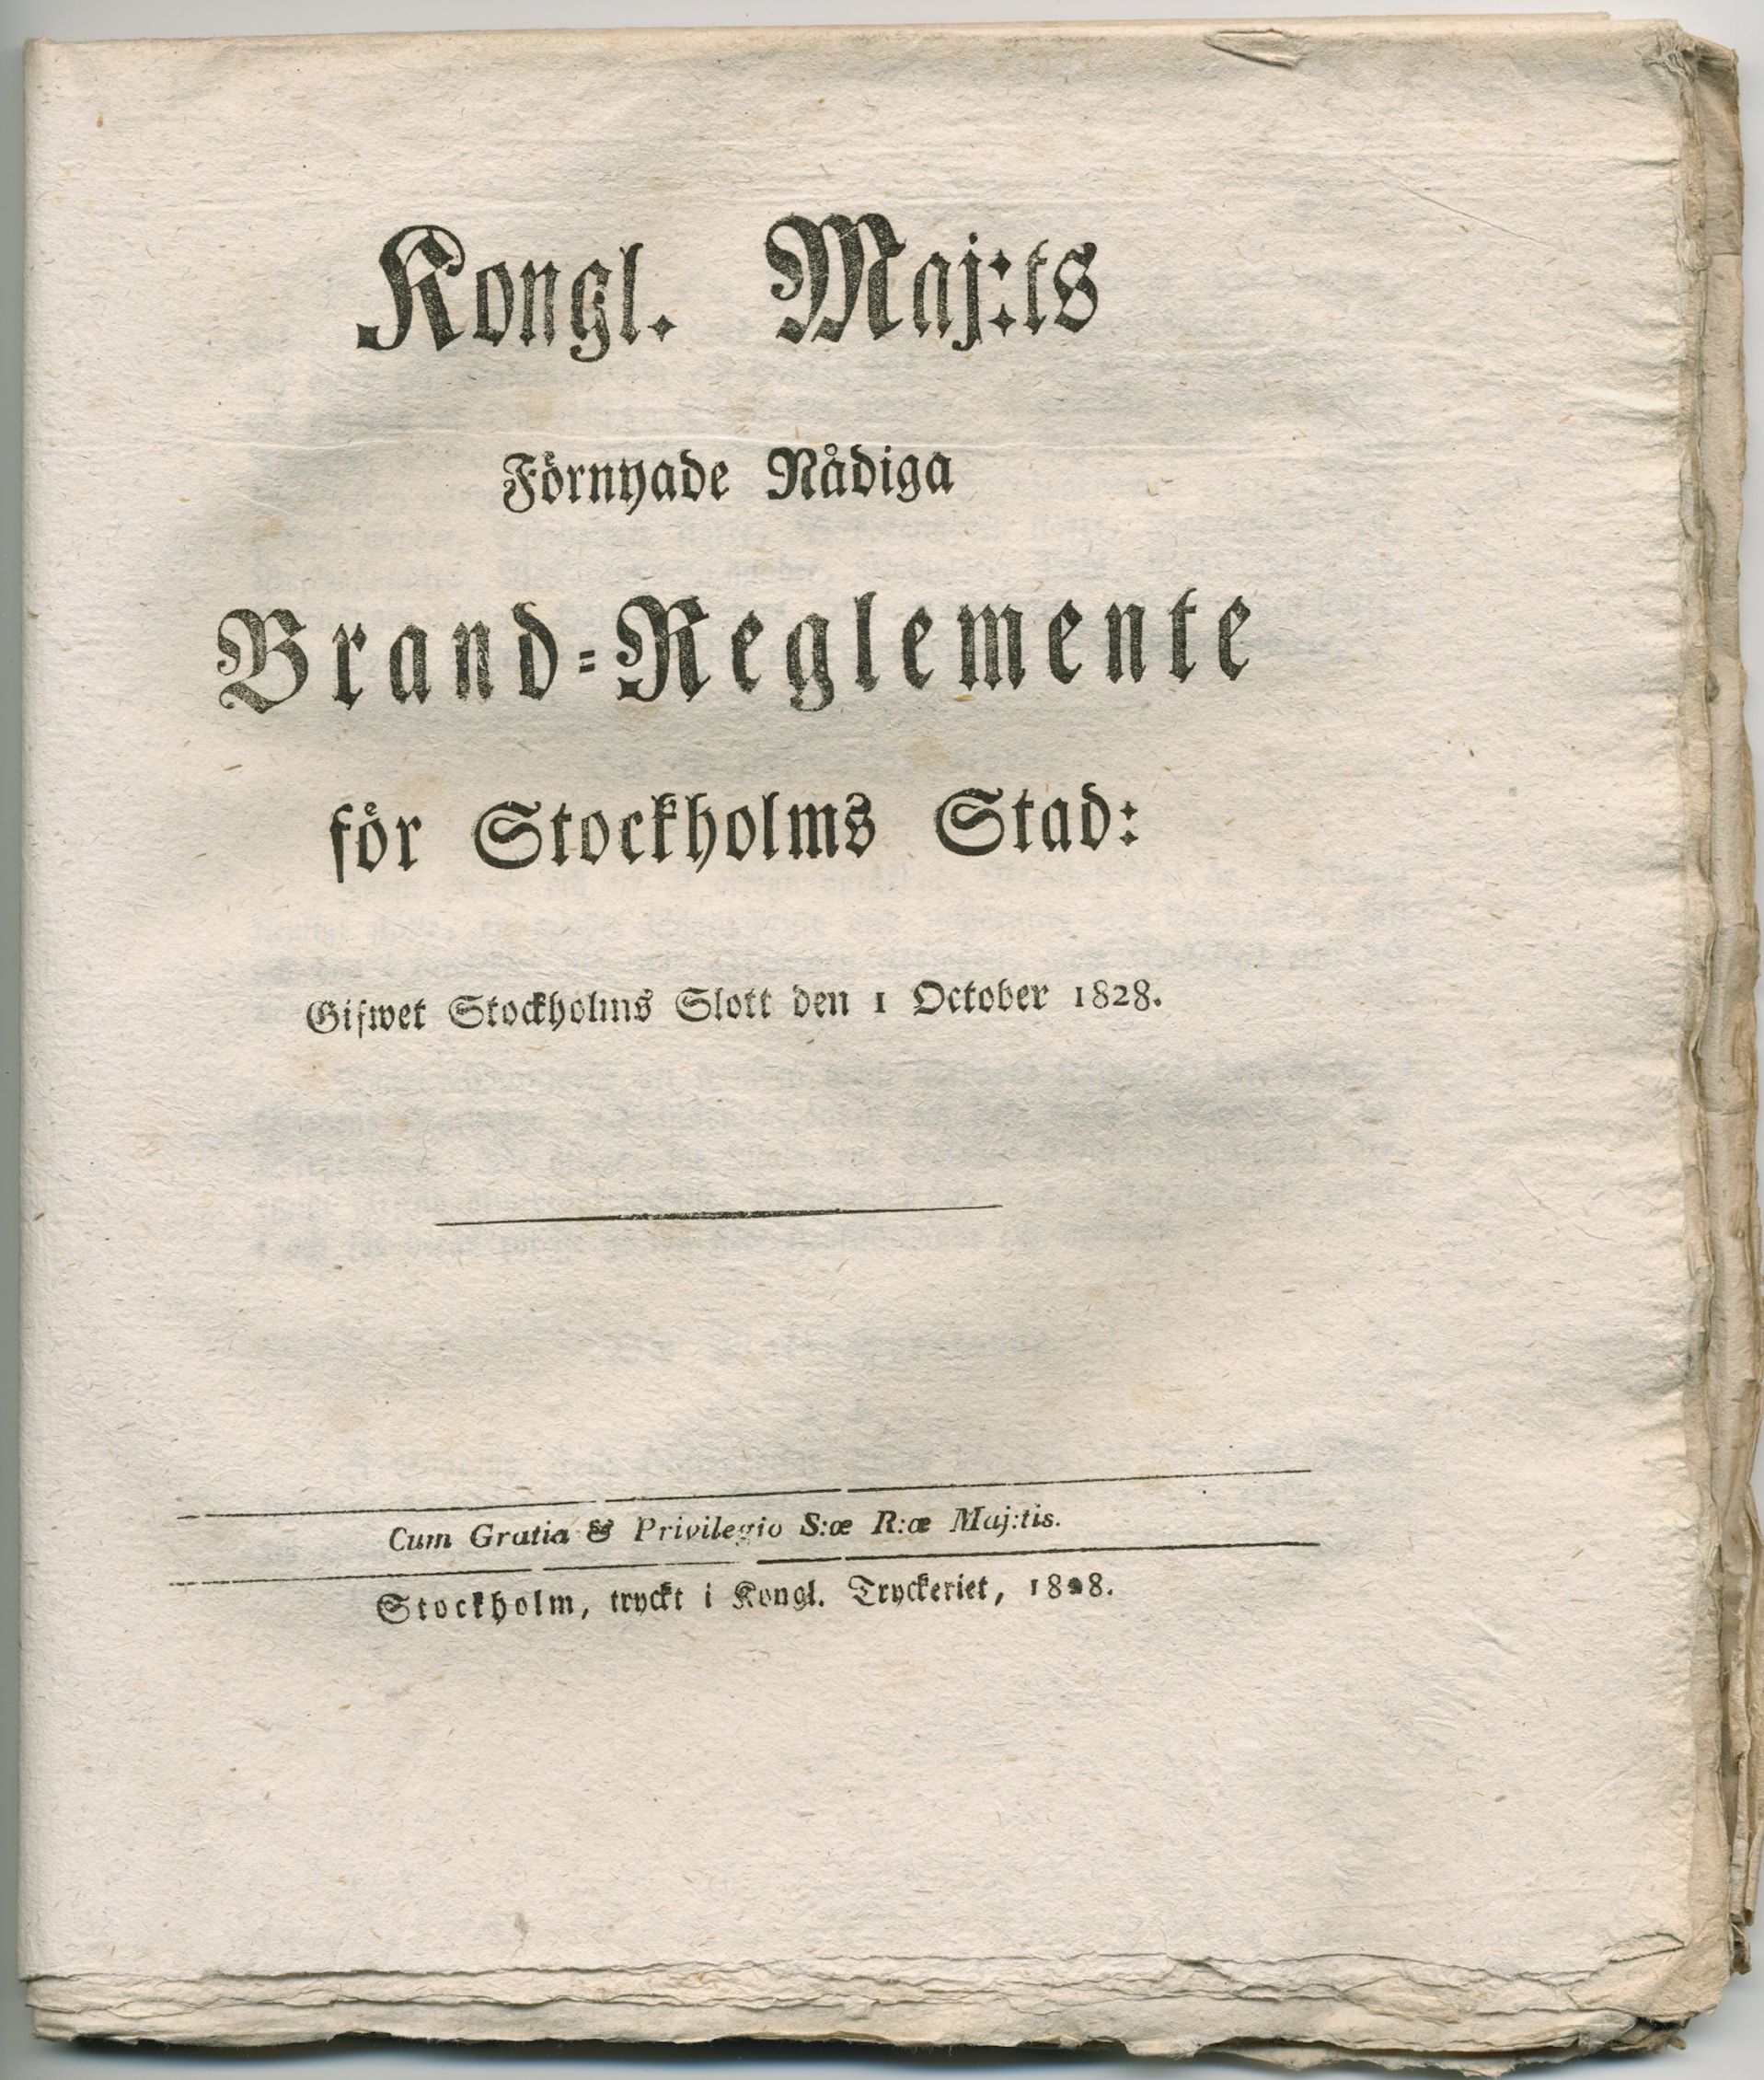 Kongl. Maj:ts
Förnyade Nådiga
Brand-Reglemente
för Stockholms Stad:
Gifwet Stockholms Slott den 1 October 1828.
Cum Gratia & Privilegio S:æ R:æ Maj:tis.
Stockholm, tryckt i Kongl. Tryckeriet, 1828.